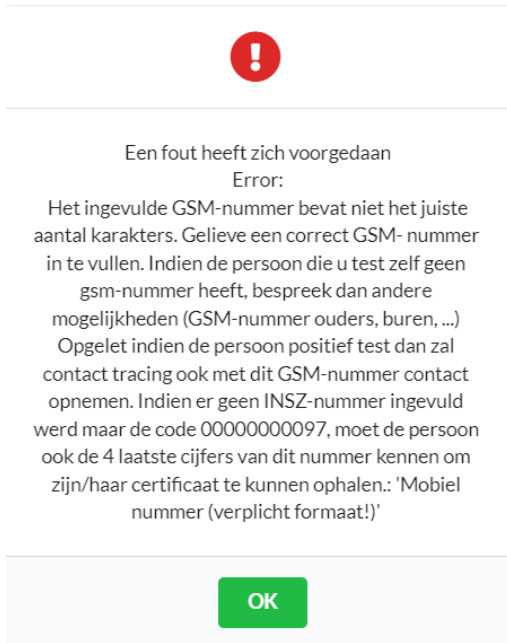 Een fout heeft zich voorgedaan
Error:
Het ingevulde GSM-nummer bevat niet het juiste
aantal karakters. Gelieve een correct GSM- nummer
in te vullen. Indien de persoon die u test zelf geen
gsm-nummer heeft, bespreek dan andere
mogelijkheden (GSM-nummer ouders, buren, ...)
Opgelet indien de persoon positief test dan zal
contact tracing ook met dit GSM-nummer contact
opnemen. Indien er geen INSZ-nummer ingevuld
werd maar de code 00000000097, moet de persoon
ook de 4 laatste cijfers van dit nummer kennen om
zijn/haar certificaat te kunnen ophalen.: 'Mobiel
nummer (verplicht formaat!)'
OK